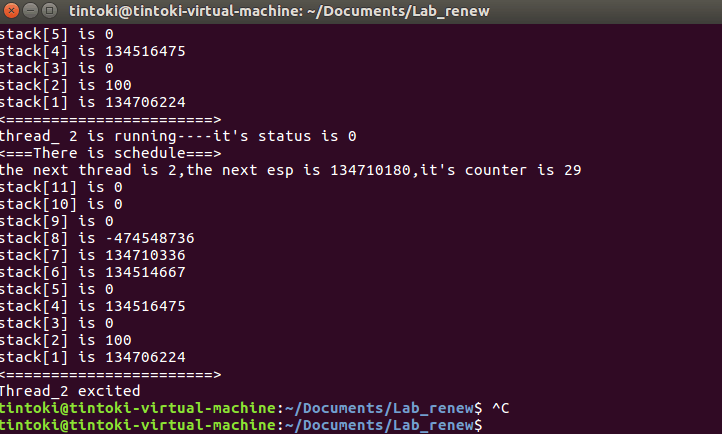 tintoki@tintoki-virtual-machine: ~/Documents/Lab_renew
stack[5] is 0
stack[4] is 134516475
stack[3] is 0
stack[2] is 100
stack[1] is 134706224
<=======================>
thread_ 2 is running----it's status is 0
<===There is schedule===>
the next thread is 2,the next esp is 134710180,it's counter is 29
stack[11] is 0
stack[10] is 0
stack[9] is 0
stack[8] is -474548736
stack[7] is 134710336
stack[6] is 134514667
stack[5] is 0
stack[4] is 134516475
stack[3] is 0
stack[2] is 100
stack[1] is 134706224
<=======================>
Thread_2 excited
tintoki@tintoki-virtual-machine:~/Documents/Lab_renew$ ^C
tintoki@tintoki-virtual-machine:~/Documents/Lab_renew$